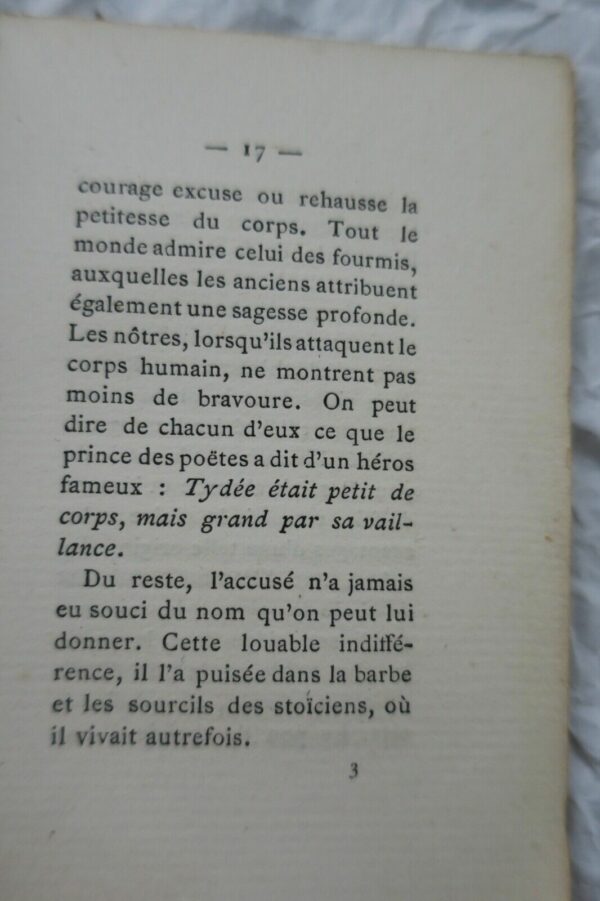 — 17 —
courage excuse ou rehausse la
petitesse du corps. Tout le
monde admire celui des fourmis,
auxquelles les anciens attribuent
également une sagesse profonde.
Les nôtres, lorsqu'ils attaquent le
corps humain, ne montrent pas
moins de bravoure. On peut
dire de chacun d'eux ce que le
prince des poëtes a dit d'un héros
fameux : Tydée était petit de
corps, mais grand par sa vail-
lance.
Du reste, l'accusé n'a jamais
eu souci du nom qu'on peut lui
donner. Cette louable indiffé-
rence, il l'a puisée dans la barbe
et les sourcils des stoïciens, où
il vivait autrefois.
3